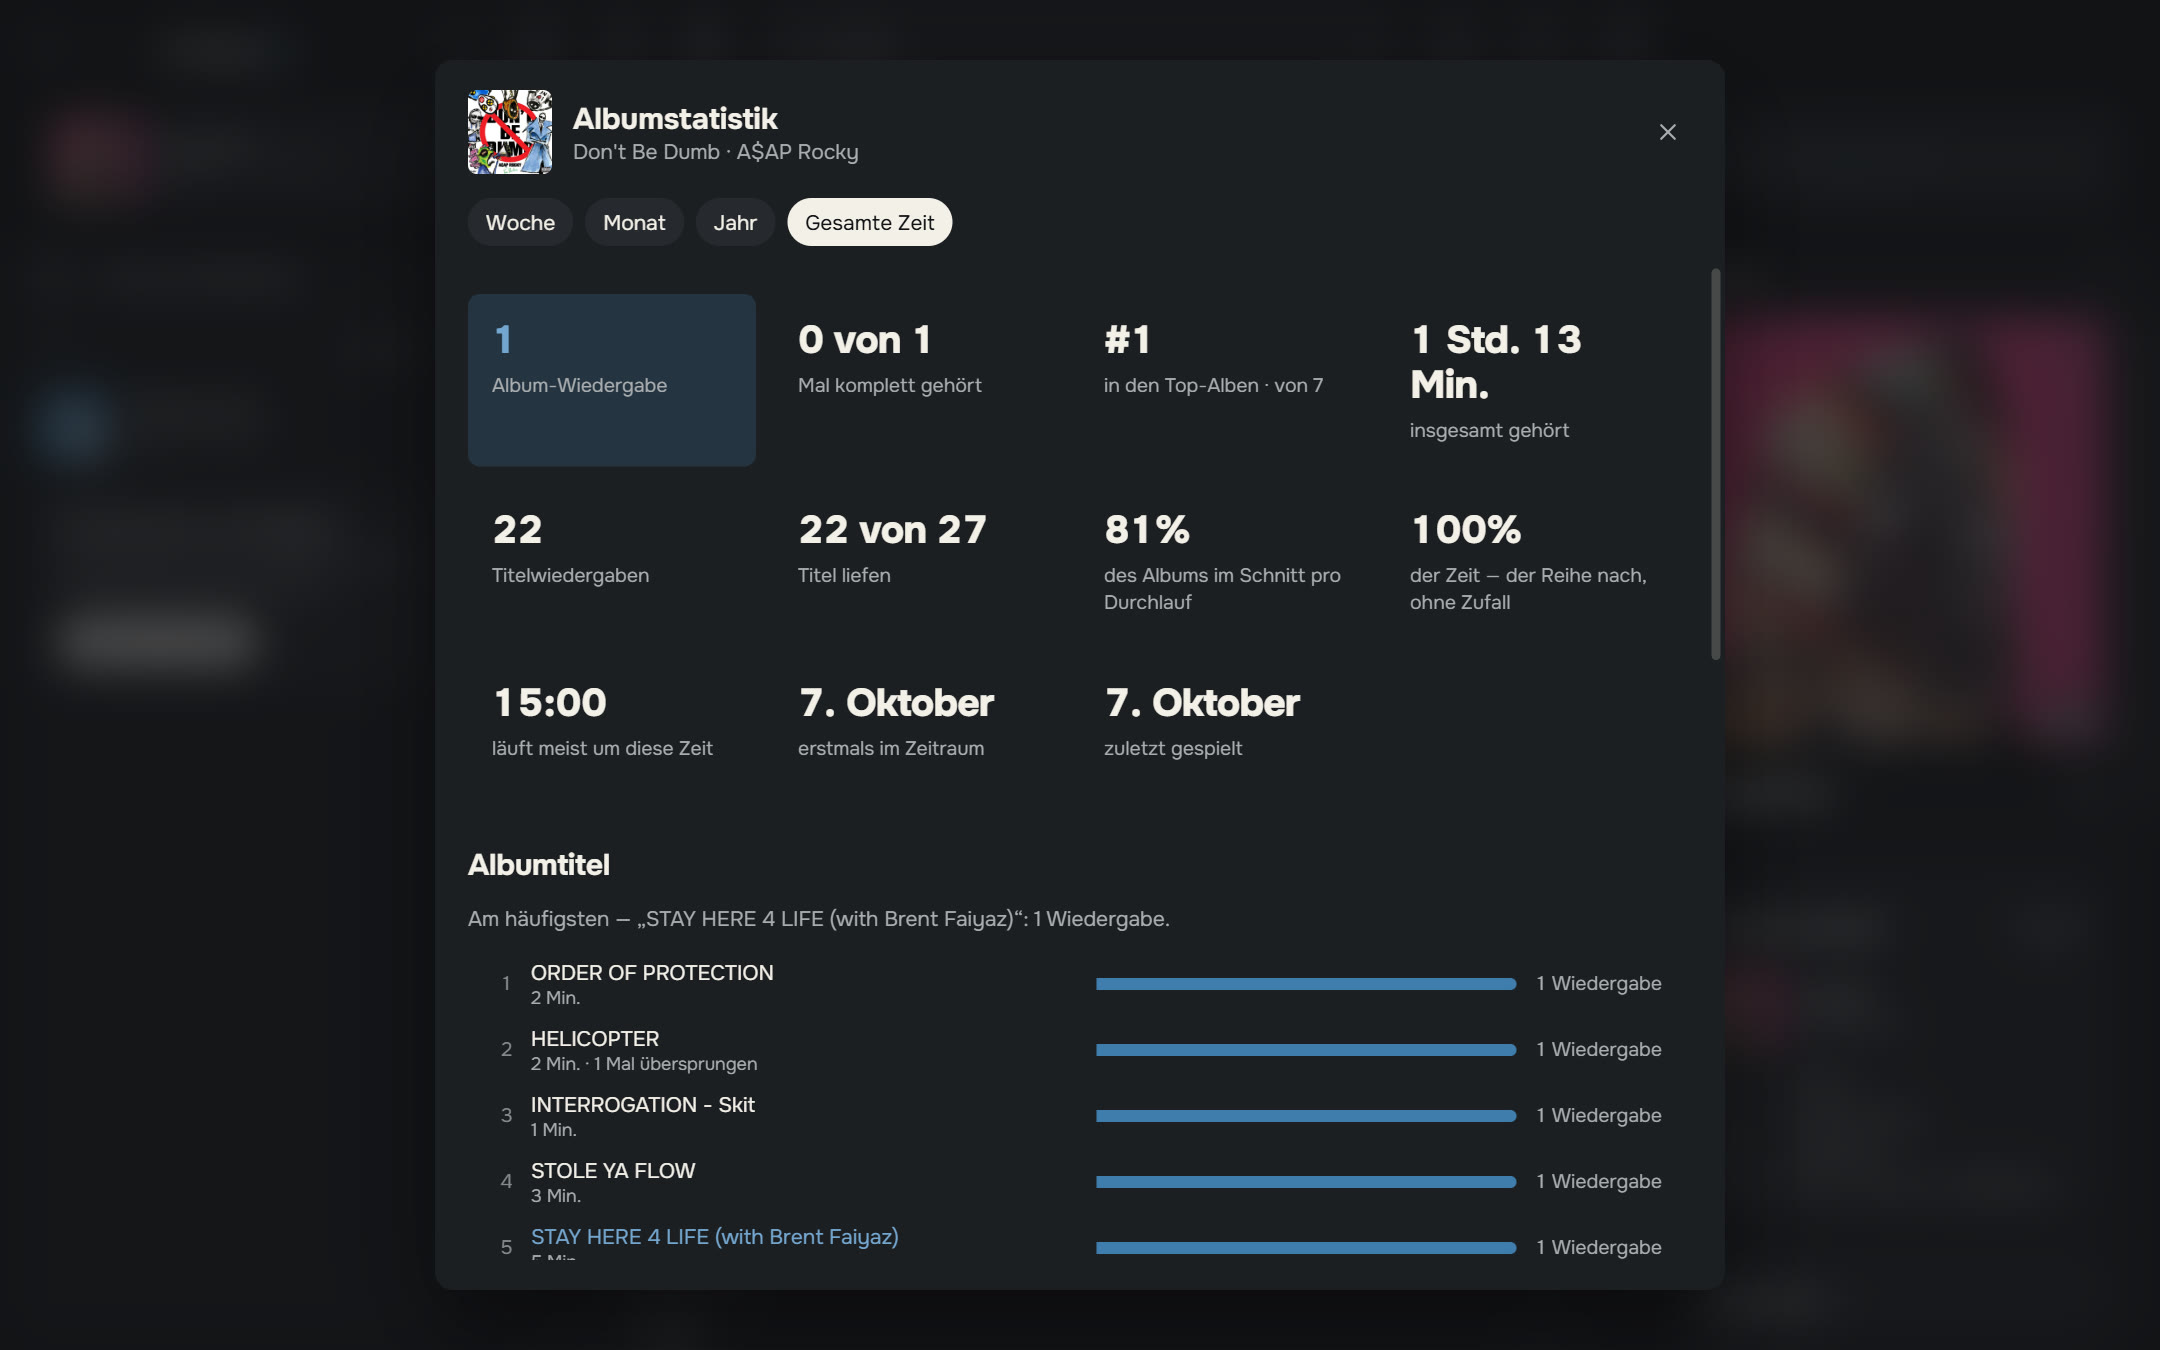 Albumstatistik
Don't Be Dumb · A$AP Rocky
Woche
Monat
Jahr
Gesamte Zeit
1
Album-Wiedergabe
0 von 1
Mal komplett gehört
#1
in den Top-Alben · von 7
1 Std. 13
Min.
insgesamt gehört
22
Titelwiedergaben
22 von 27
Titel liefen
81%
des Albums im Schnitt pro
Durchlauf
100%
der Zeit – der Reihe nach,
ohne Zufall
15:00
läuft meist um diese Zeit
7. Oktober
erstmals im Zeitraum
7. Oktober
zuletzt gespielt
Albumtitel
Am häufigsten – „STAY HERE 4 LIFE (with Brent Faiyaz)“: 1 Wiedergabe.
1
ORDER OF PROTECTION
2 Min.
1 Wiedergabe
2
HELICOPTER
2 Min. · 1 Mal übersprungen
1 Wiedergabe
3
INTERROGATION - Skit
1 Min.
1 Wiedergabe
4
STOLE YA FLOW
3 Min.
1 Wiedergabe
5
STAY HERE 4 LIFE (with Brent Faiyaz)
1 Wiedergabe